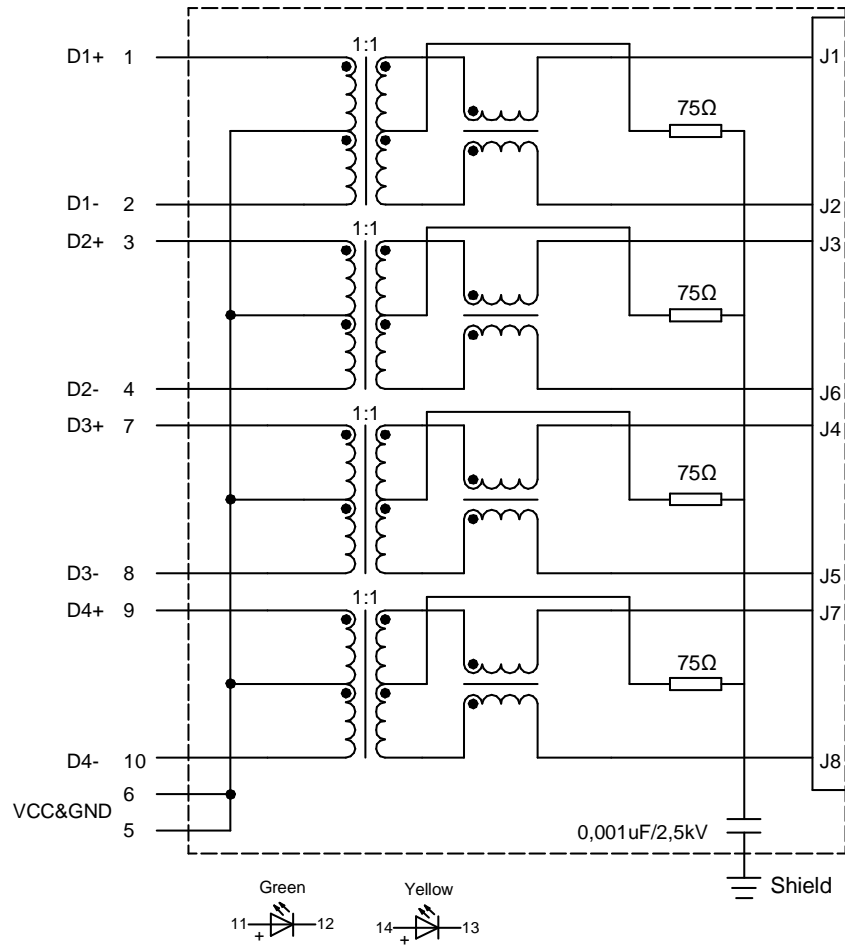 1:1
D1+ 1 J1
75Ω
D1- 2 J2
1:1
D2+ 3 J3
75Ω
D2- 4 J6
1:1
D3+ 7 J4
75Ω
D3- 8 J5
1:1
D4+ 9 J7
75Ω
D4- 10 J8
6
VCC&GND
5
0,001uF/2,5kV
Shield
Green Yellow
11 + 12 14 + 13